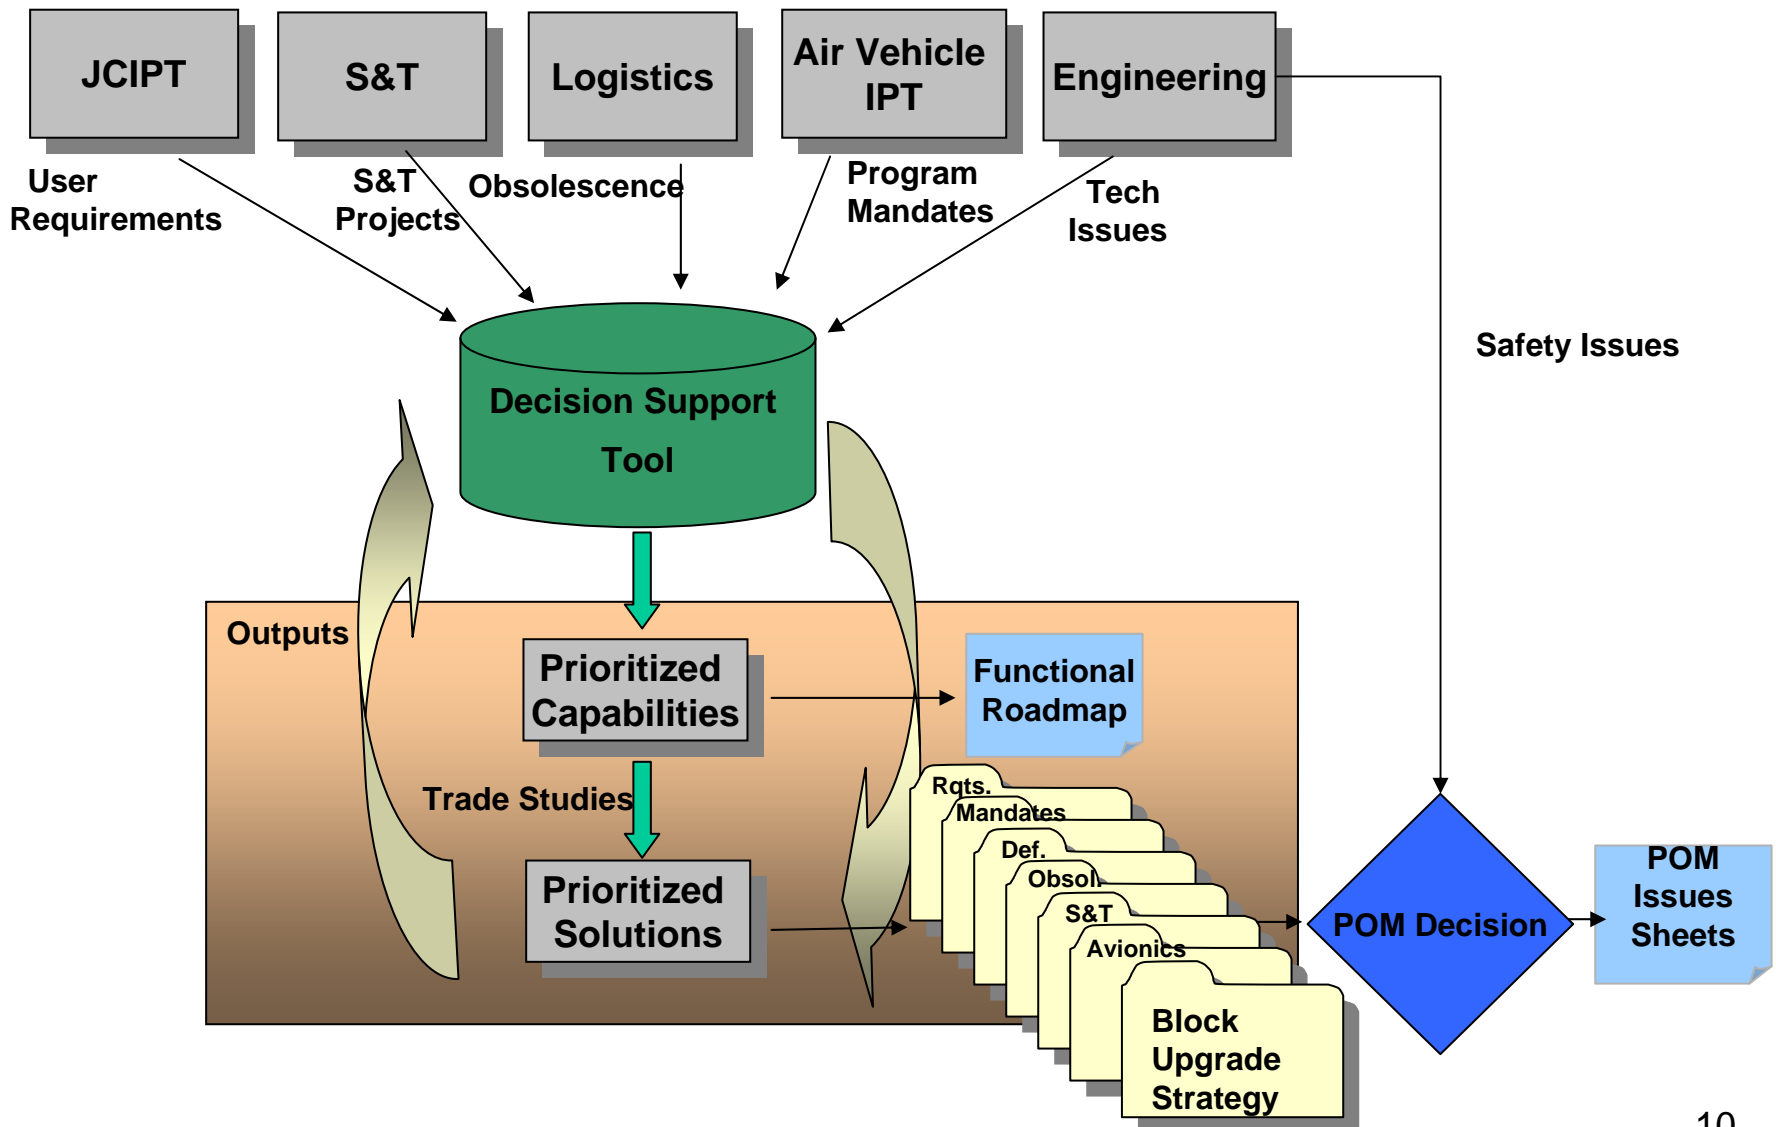 JCIPT
S&T
Logistics
Air Vehicle
IPT
Engineering
User
Requirements
S&T
Projects
Obsolescence
Program
Mandates
Tech
Issues
Safety Issues
Decision Support
Tool
Outputs
Prioritized
Capabilities
Functional
Roadmap
Trade Studies
Prioritized
Solutions
Rqts.
Mandates
Def.
Obsol.
S&T
Avionics
Block
Upgrade
Strategy
POM Decision
POM
Issues
Sheets
10